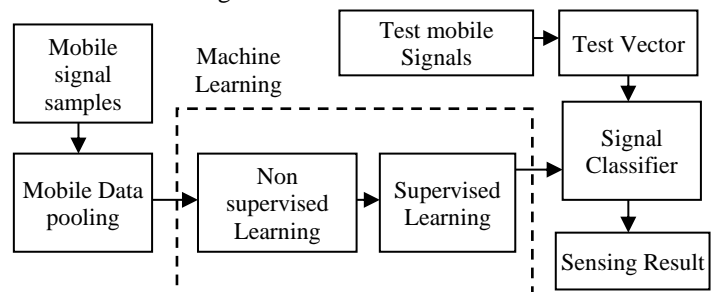 Mobile
signal
samples
Machine
Learning
Test mobile
Signals
Test Vector
Mobile Data
pooling
Non
supervised
Learning
Supervised
Learning
Signal
Classifier
Sensing Result